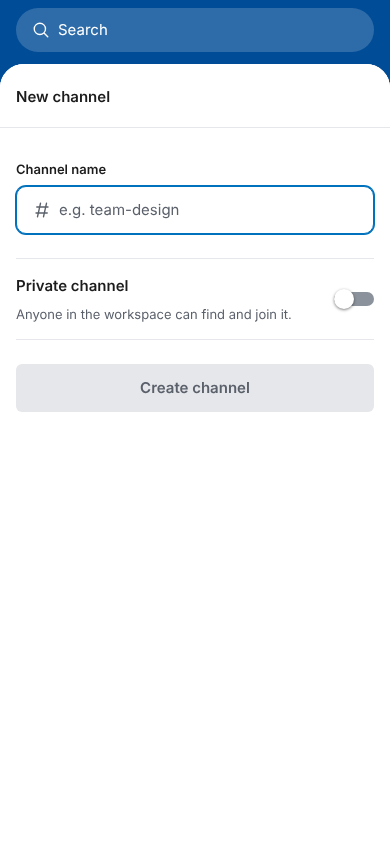 Search
New channel
Channel name
# e.g. team-design
Private channel
Anyone in the workspace can find and join it.
Create channel